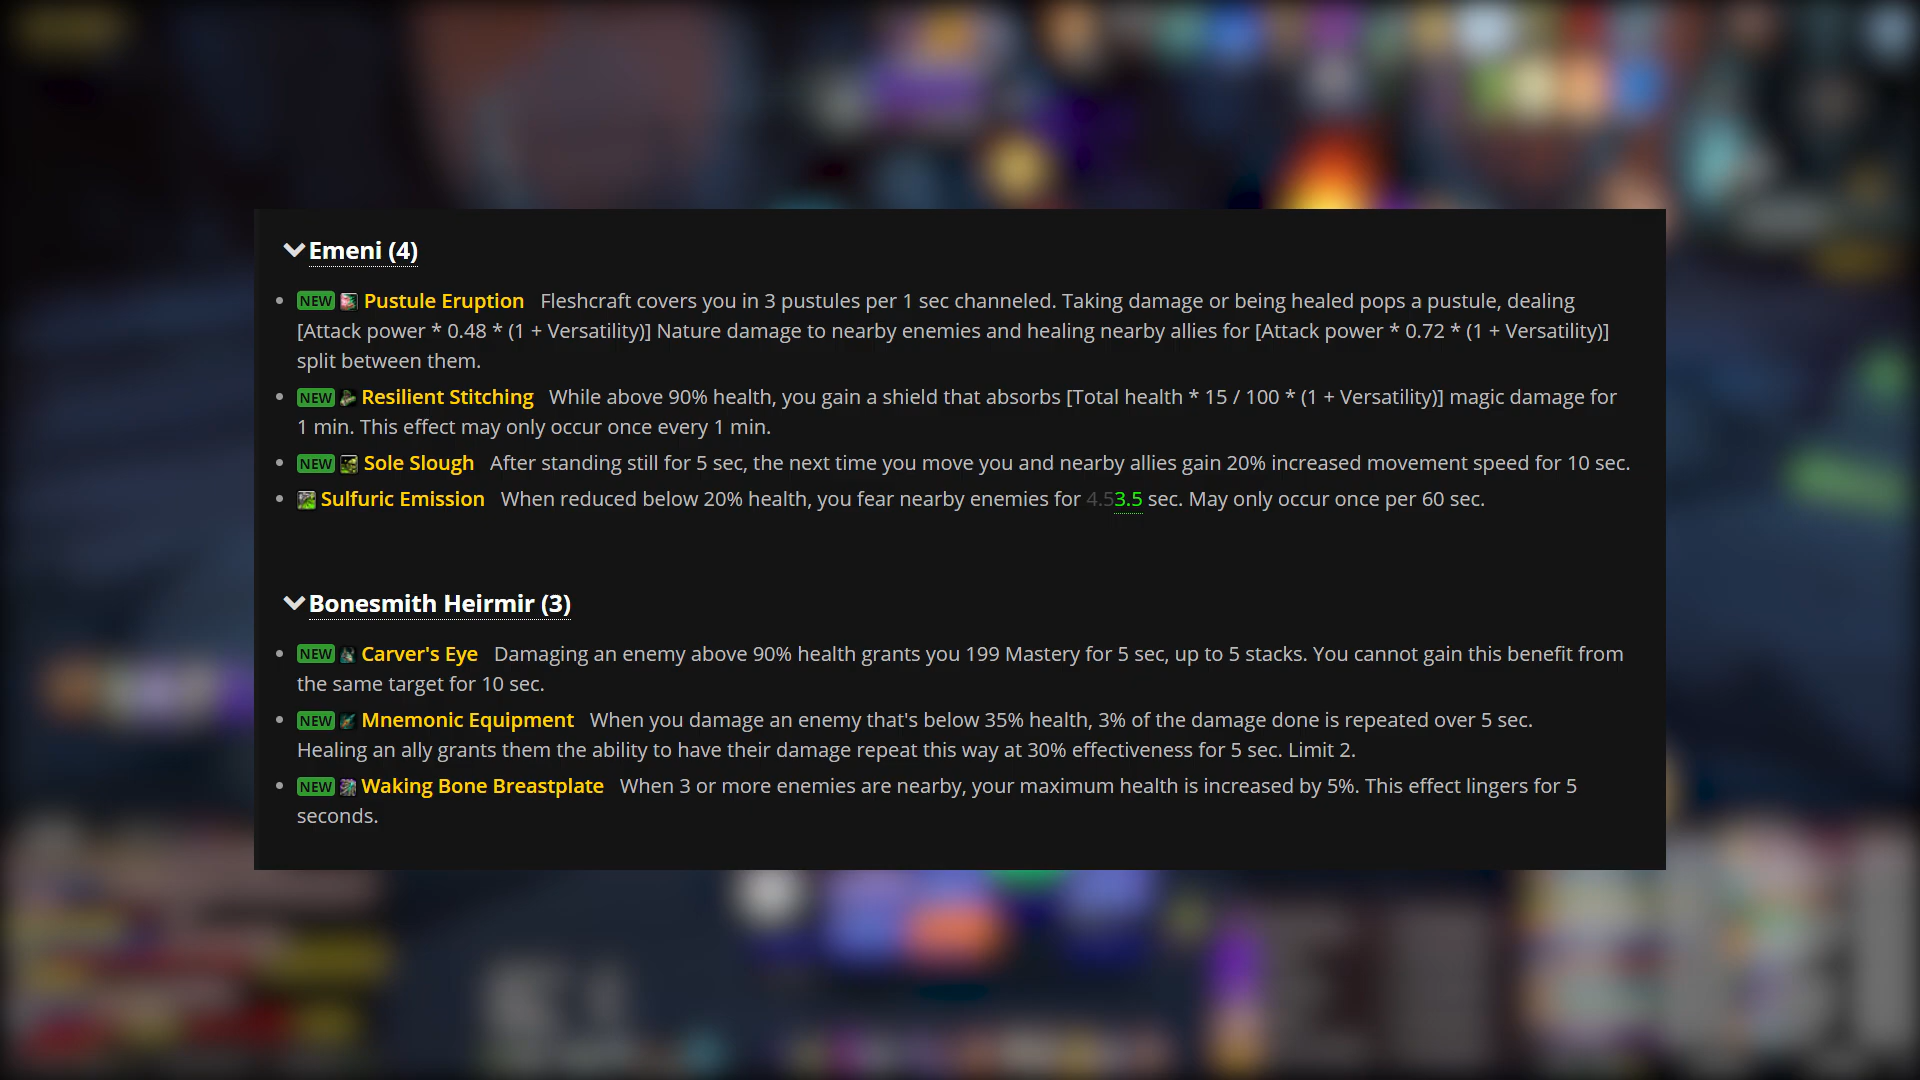 Emeni (4)
NEW Pustule Eruption Fleshcraft covers you in 3 pustules per 1 sec channeled. Taking damage or being healed pops a pustule, dealing
[Attack power * 0.48 * (1 + Versatility)] Nature damage to nearby enemies and healing nearby allies for [Attack power * 0.72 * (1 + Versatility)]
split between them.
NEW Resilient Stitching While above 90% health, you gain a shield that absorbs [Total health * 15 / 100 * (1 + Versatility)] magic damage for
1 min. This effect may only occur once every 1 min.
NEW Sole Slough After standing still for 5 sec, the next time you move you and nearby allies gain 20% increased movement speed for 10 sec.
Sulfuric Emission When reduced below 20% health, you fear nearby enemies for 4.53.5 sec. May only occur once per 60 sec.
Bonesmith Heirmir (3)
NEW Carver's Eye Damaging an enemy above 90% health grants you 199 Mastery for 5 sec, up to 5 stacks. You cannot gain this benefit from
the same target for 10 sec.
NEW Mnemonic Equipment When you damage an enemy that's below 35% health, 3% of the damage done is repeated over 5 sec.
Healing an ally grants them the ability to have their damage repeat this way at 30% effectiveness for 5 sec. Limit 2.
NEW Waking Bone Breastplate When 3 or more enemies are nearby, your maximum health is increased by 5%. This effect lingers for 5
seconds.